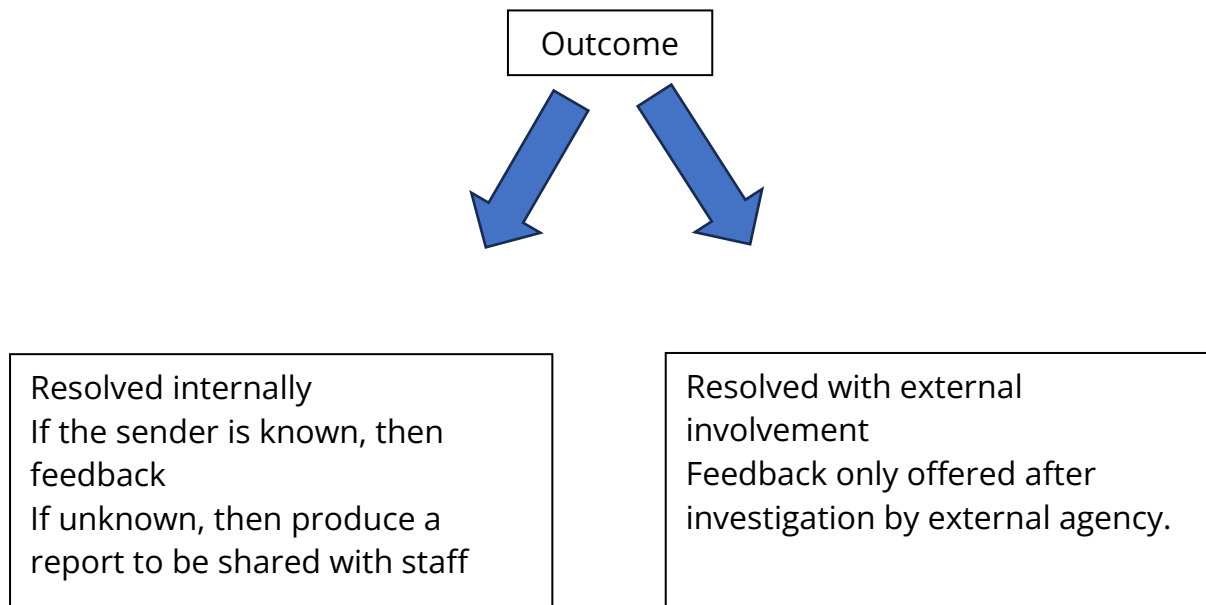 Outcome
Resolved internally
If the sender is known, then
feedback
If unknown, then produce a
report to be shared with staff
Resolved with external
involvement
Feedback only offered after
investigation by external agency.